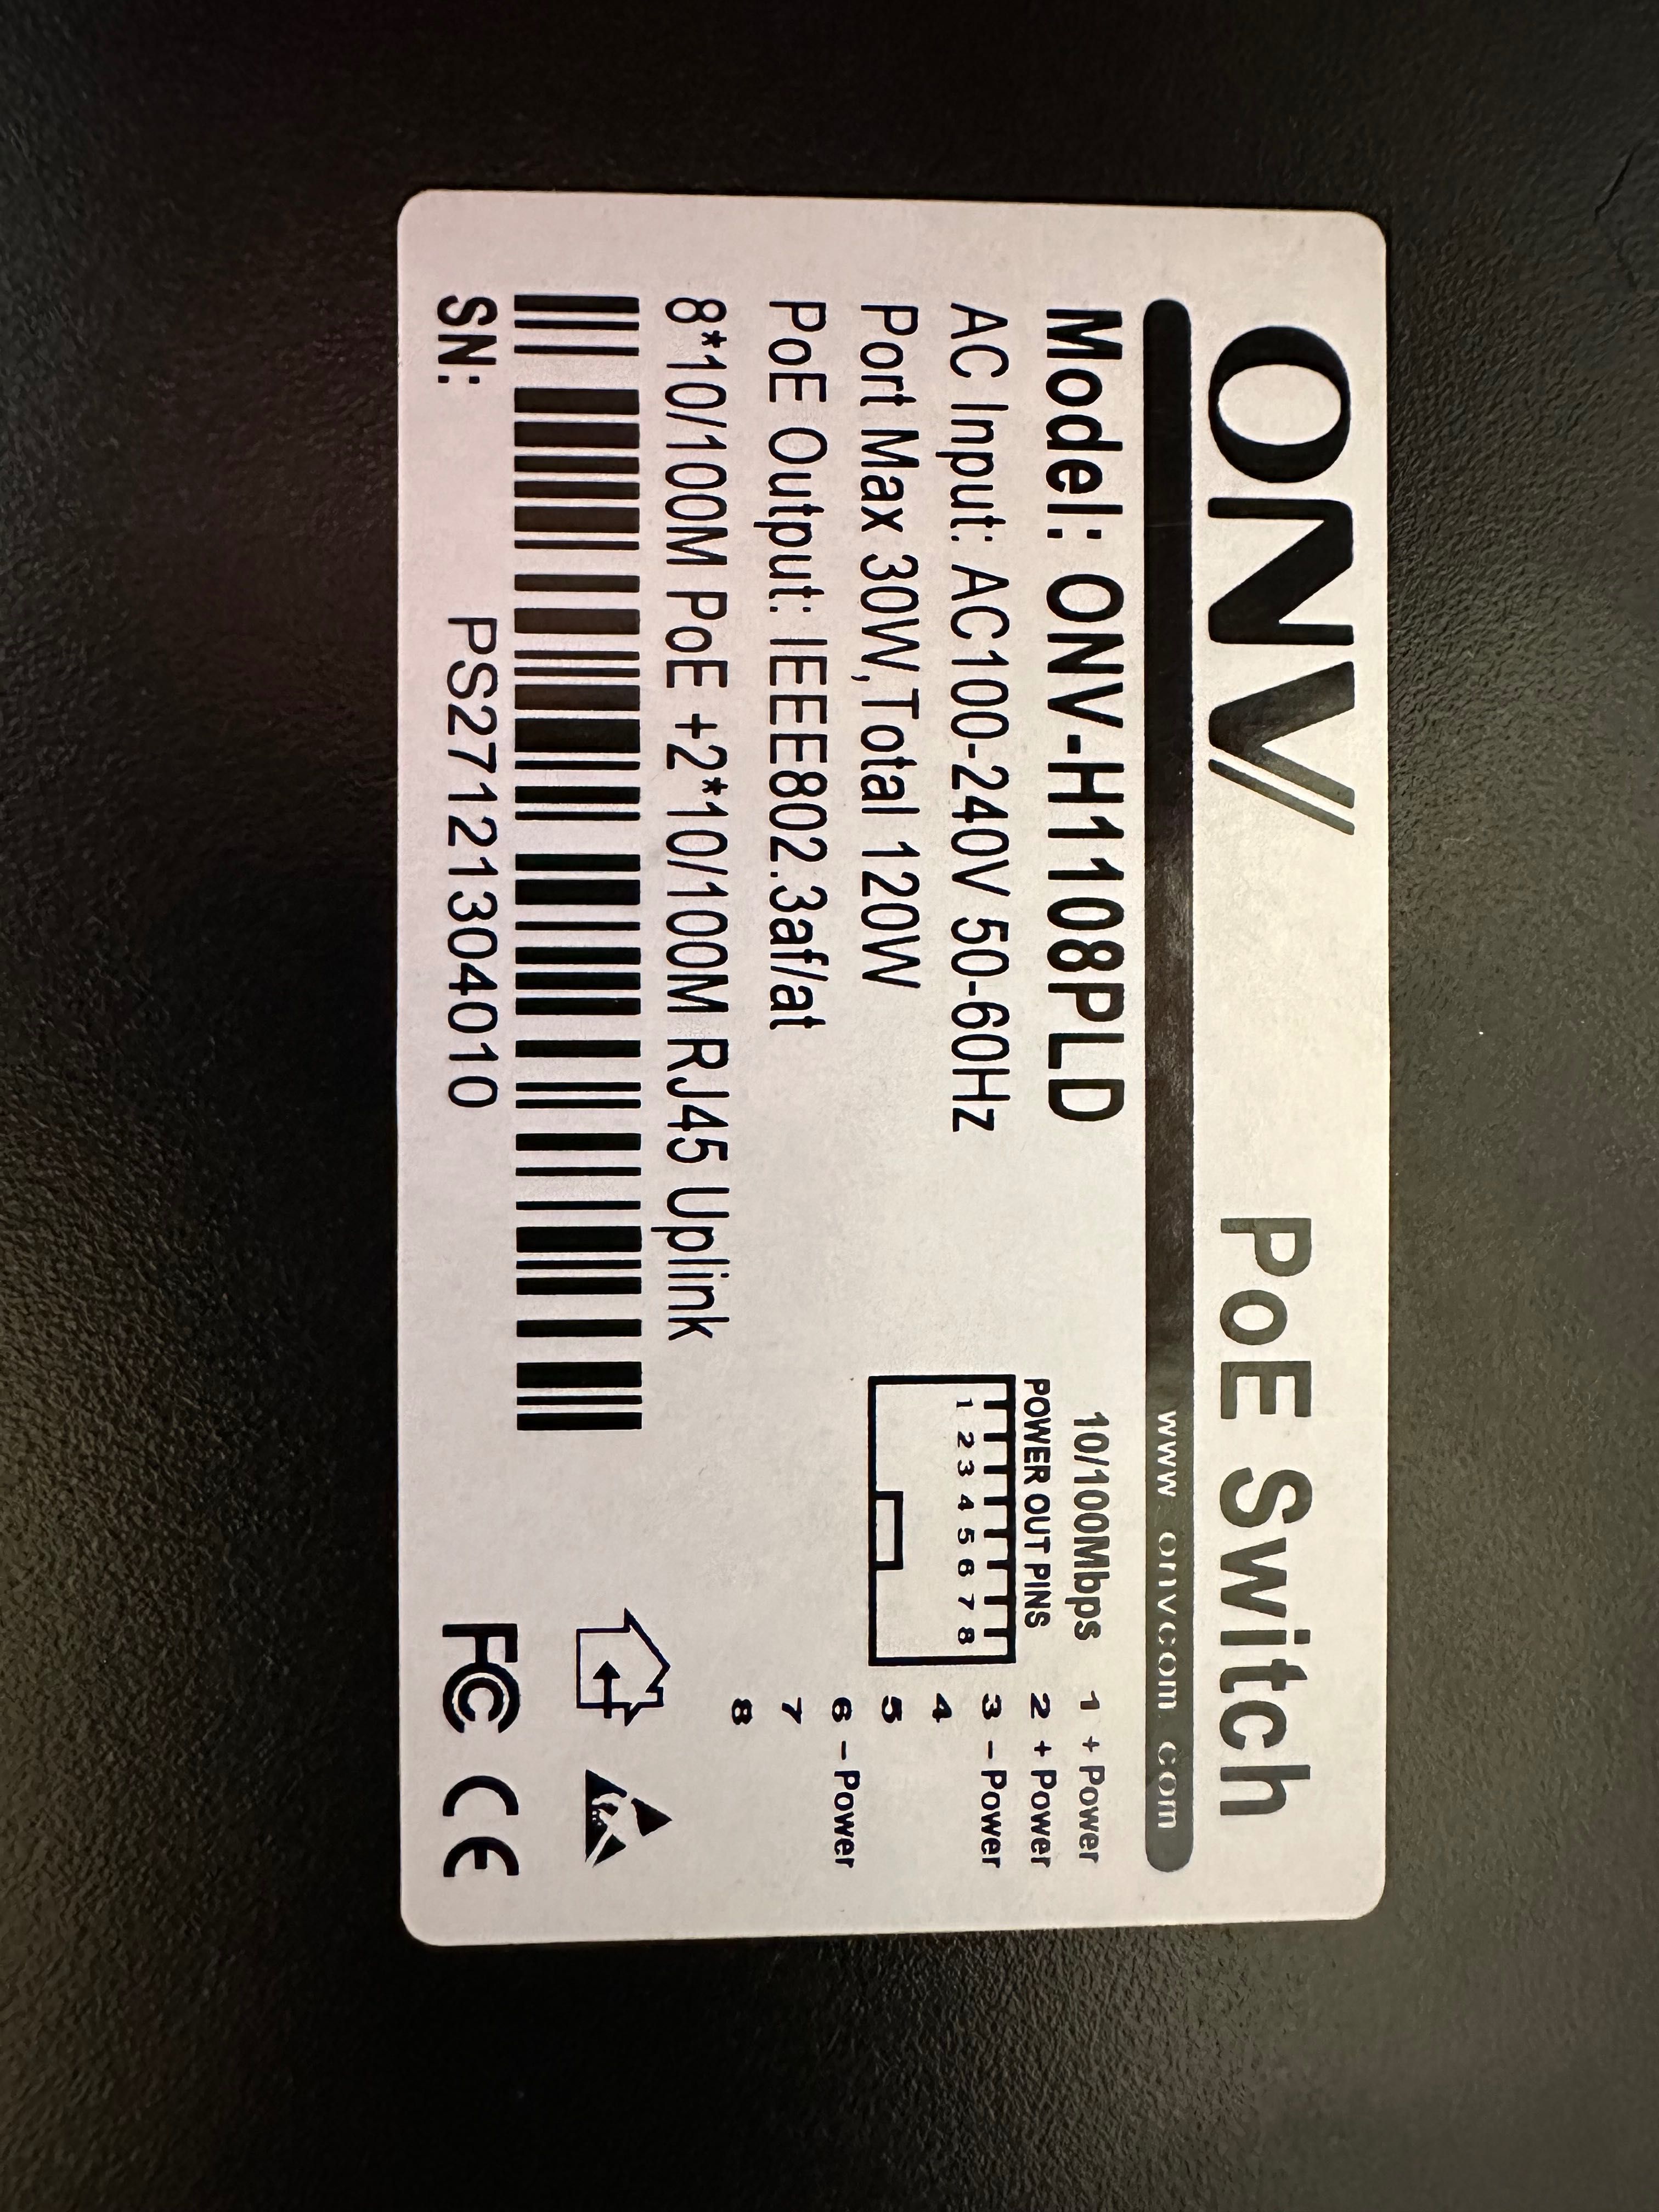 ONV PoE Switch
www.onvcom.com
Model: ONV-H1108PLD
AC Input: AC100-240V 50-60Hz
Port Max 30W,Total 120W
PoE Output: IEEE802.3af/at
8*10/100M PoE +2*10/100M RJ45 Uplink
SN: PS27121304010
10/100Mbps
POWER OUT PINS
1 2 3 4 5 6 7 8
1 + Power
2 + Power
3 – Power
4
5
6 – Power
7
8
FC CE